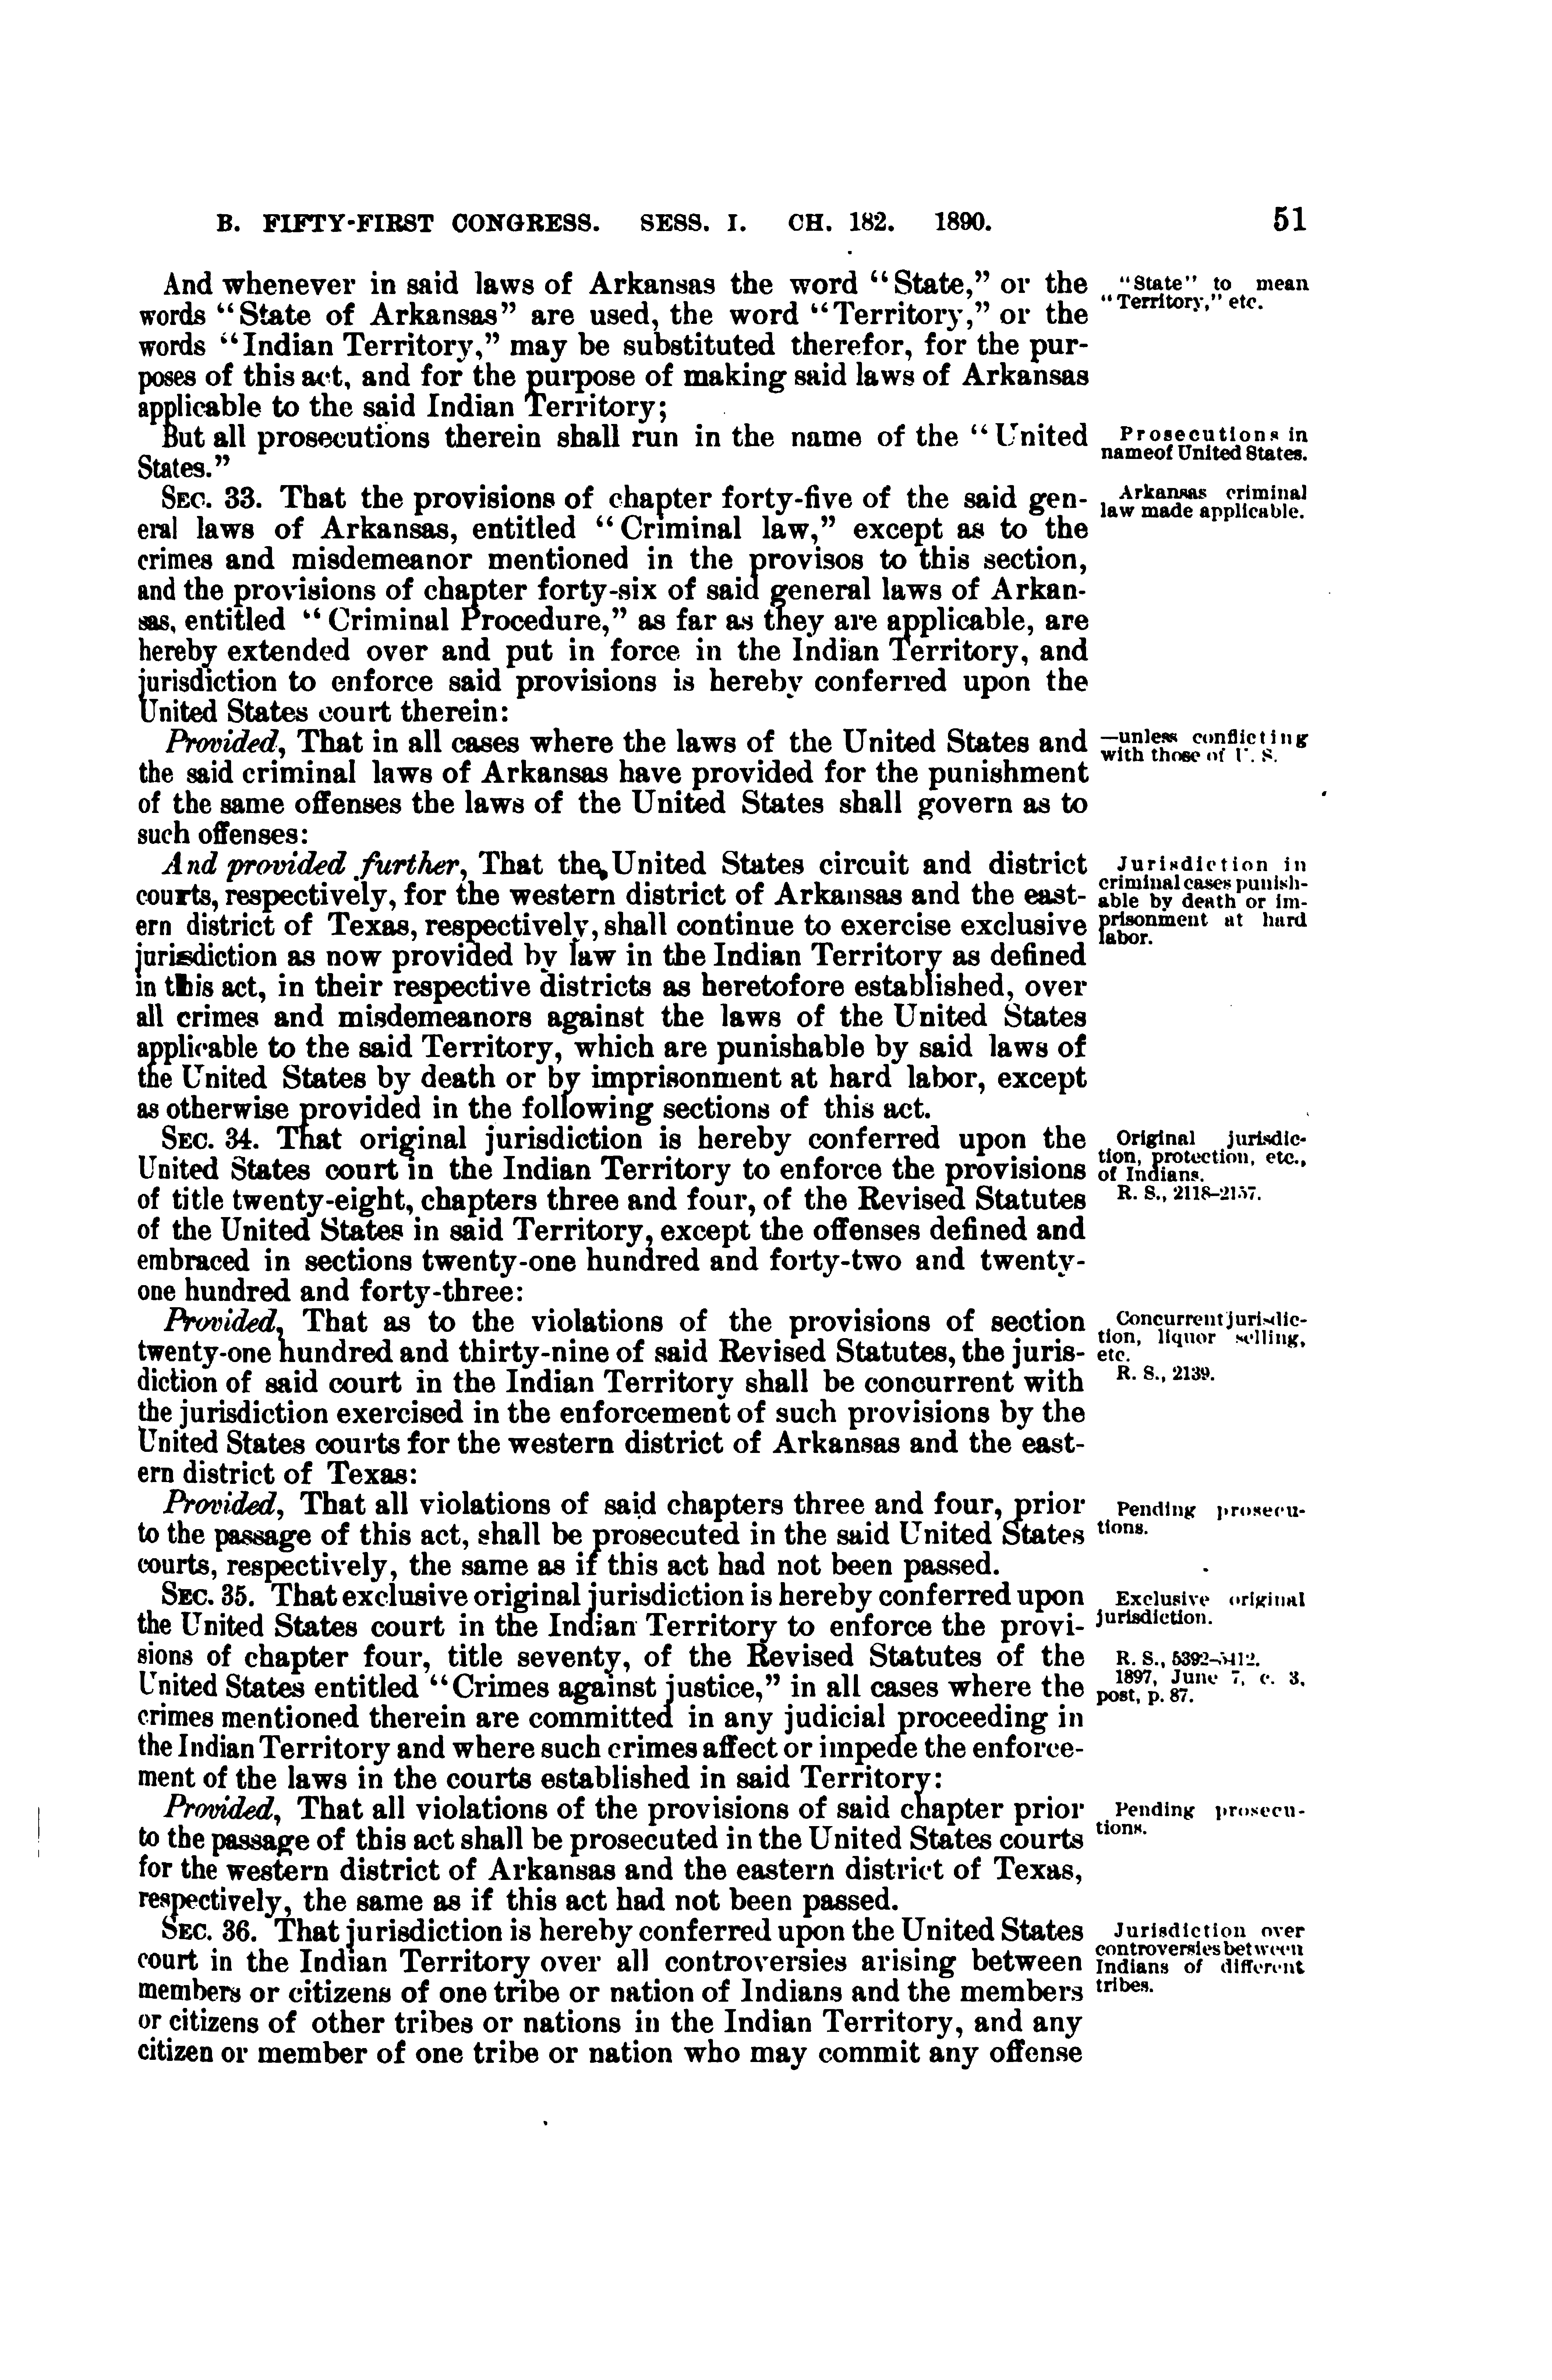 B. FIFTY-FIRST CONGRESS. SESS. I. CH. 182. 1890. 51
And whenever in said laws of Arkansas the word "State," or the
words "State of Arkansas" are used, the word "Territory," or the
words "Indian Territory," may be substituted therefor, for the pur-
poses of this act, and for the purpose of making said laws of Arkansas
applicable to the said Indian Territory;
"State" to mean
"Territory," etc.
But all prosecutions therein shall run in the name of the "United
States."
Prosecutions in
name of United States.
SEC. 33. That the provisions of chapter forty-five of the said gen-
eral laws of Arkansas, entitled "Criminal law," except as to the
crimes and misdemeanor mentioned in the provisos to this section,
and the provisions of chapter forty-six of said general laws of Arkan-
sas, entitled "Criminal Procedure," as far as they are applicable, are
hereby extended over and put in force in the Indian Territory, and
jurisdiction to enforce said provisions is hereby conferred upon the
United States court therein:
Arkansas criminal
law made applicable.
Provided, That in all cases where the laws of the United States and
the said criminal laws of Arkansas have provided for the punishment
of the same offenses the laws of the United States shall govern as to
such offenses:
—unless conflicting
with those of U. S.
And provided further, That the United States circuit and district
courts, respectively, for the western district of Arkansas and the east-
ern district of Texas, respectively, shall continue to exercise exclusive
jurisdiction as now provided by law in the Indian Territory as defined
in this act, in their respective districts as heretofore established, over
all crimes and misdemeanors against the laws of the United States
applicable to the said Territory, which are punishable by said laws of
the United States by death or by imprisonment at hard labor, except
as otherwise provided in the following sections of this act.
Jurisdiction in
criminal cases punish-
able by death or im-
prisonment at hard
labor.
SEC. 34. That original jurisdiction is hereby conferred upon the
United States court in the Indian Territory to enforce the provisions
of title twenty-eight, chapters three and four, of the Revised Statutes
of the United States in said Territory, except the offenses defined and
embraced in sections twenty-one hundred and forty-two and twenty-
one hundred and forty-three:
Original jurisdic-
tion, protection, etc.,
of Indians.
R. S., 2118-2157.
Provided, That as to the violations of the provisions of section
twenty-one hundred and thirty-nine of said Revised Statutes, the juris-
diction of said court in the Indian Territory shall be concurrent with
the jurisdiction exercised in the enforcement of such provisions by the
United States courts for the western district of Arkansas and the east-
ern district of Texas:
Concurrent jurisdic-
tion, liquor selling,
etc.
R. S., 2139.
Provided, That all violations of said chapters three and four, prior
to the passage of this act, shall be prosecuted in the said United States
courts, respectively, the same as if this act had not been passed.
Pending prosecu-
tions.
SEC. 35. That exclusive original jurisdiction is hereby conferred upon
the United States court in the Indian Territory to enforce the provi-
sions of chapter four, title seventy, of the Revised Statutes of the
United States entitled "Crimes against justice," in all cases where the
crimes mentioned therein are committed in any judicial proceeding in
the Indian Territory and where such crimes affect or impede the enforce-
ment of the laws in the courts established in said Territory:
Exclusive original
jurisdiction.
R. S., 5392-5412.
1897, June 7, c. 3,
post, p. 87.
Provided, That all violations of the provisions of said chapter prior
to the passage of this act shall be prosecuted in the United States courts
for the western district of Arkansas and the eastern district of Texas,
respectively, the same as if this act had not been passed.
Pending prosecu-
tions.
SEC. 36. That jurisdiction is hereby conferred upon the United States
court in the Indian Territory over all controversies arising between
members or citizens of one tribe or nation of Indians and the members
or citizens of other tribes or nations in the Indian Territory, and any
citizen or member of one tribe or nation who may commit any offense
Jurisdiction over
controversies between
Indians of different
tribes.